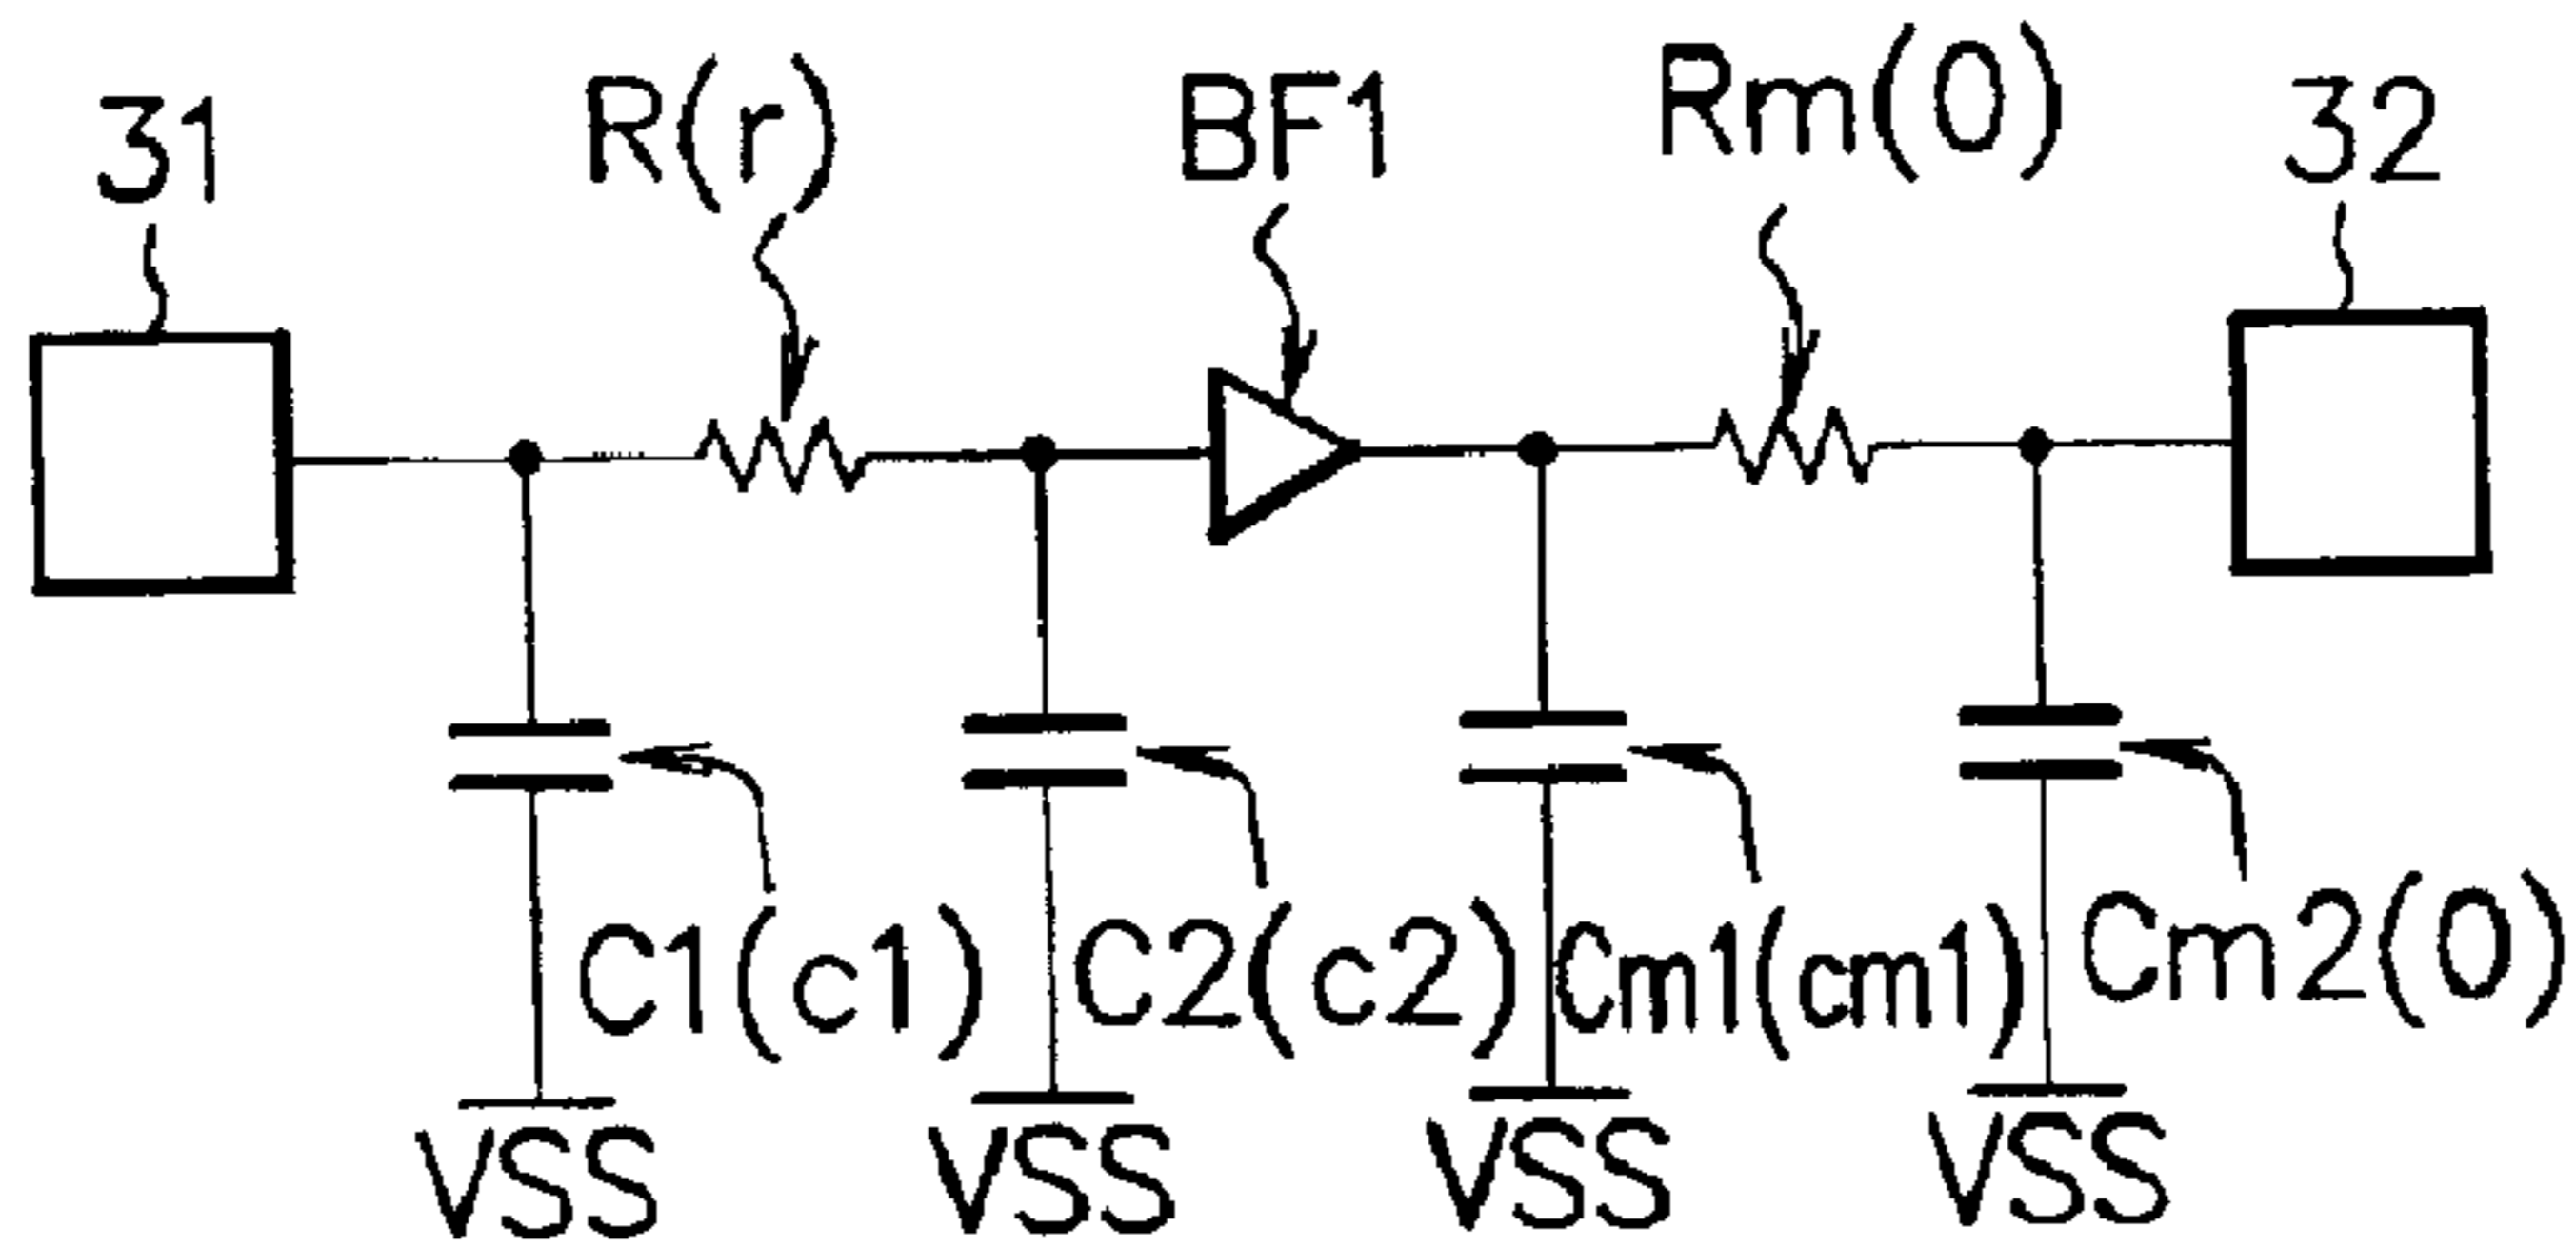 31
R(r)
BF1
Rm(0)
32
C1(c1)
C2(c2)
Cm1(cm1)
Cm2(0)
VSS
VSS
VSS
VSS